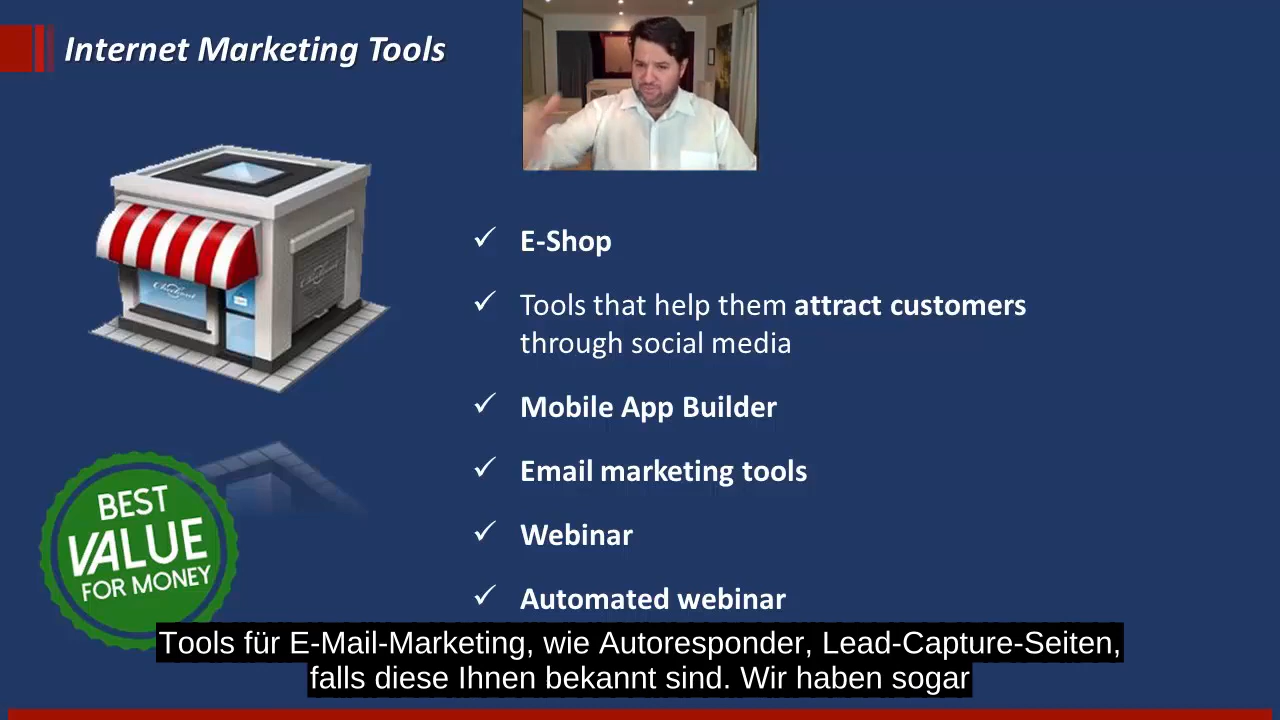 Internet Marketing Tools
✓ E-Shop
✓ Tools that help them attract customers
through social media
✓ Mobile App Builder
✓ Email marketing tools
✓ Webinar
✓ Automated webinar
BEST
VALUE
FOR MONEY
Tools für E-Mail-Marketing, wie Autoresponder, Lead-Capture-Seiten,
falls diese Ihnen bekannt sind. Wir haben sogar